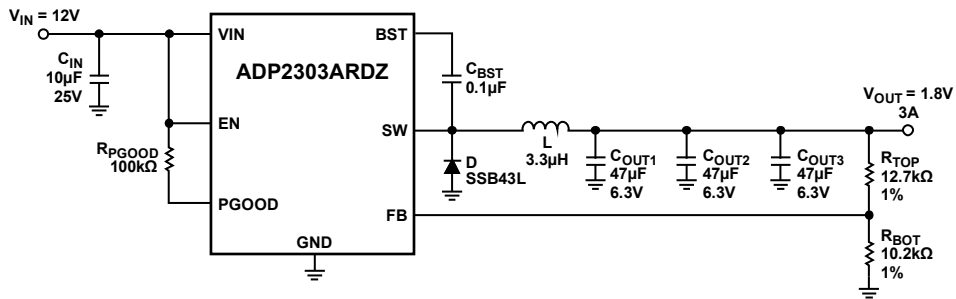 VIN = 12V
CIN
10µF
25V
VIN
BST
ADP2303ARDZ
CBST
0.1µF
EN
SW
RPGOOD
100kΩ
PGOOD
FB
GND
D
SSB43L
L
3.3µH
COUT1
47µF
6.3V
COUT2
47µF
6.3V
COUT3
47µF
6.3V
VOUT = 1.8V
3A
RTOP
12.7kΩ
1%
RBOT
10.2kΩ
1%